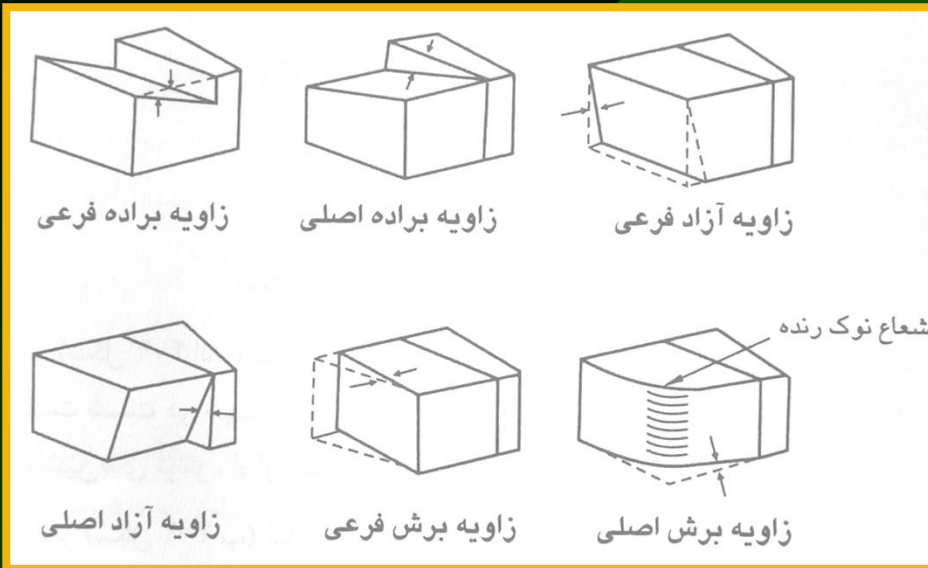 زاویه آزاد فرعی
زاویه براده اصلی
زاویه براده فرعی
شعاع نوک رنده
زاویه برش اصلی
زاویه برش فرعی
زاویه آزاد اصلی